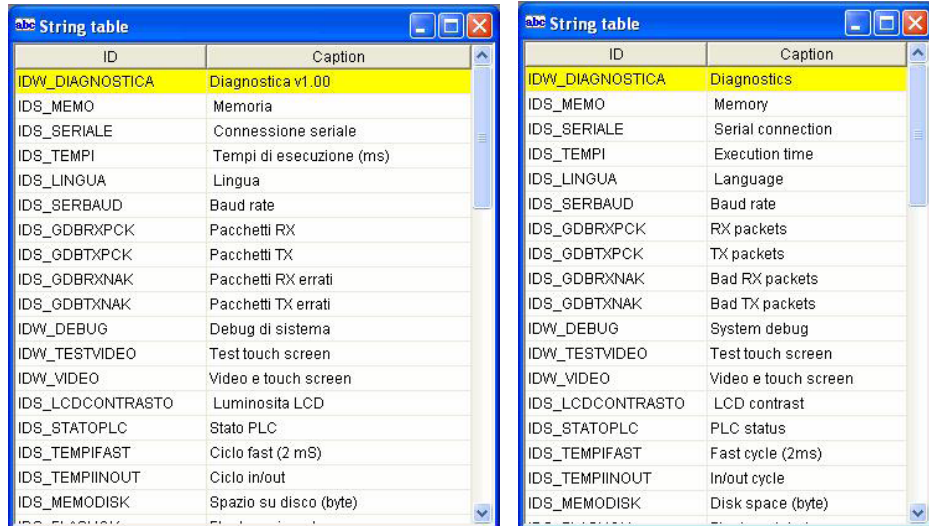 String table
ID Caption
IDW_DIAGNOSTICA Diagnostica v1.00
IDS_MEMO Memoria
IDS_SERIALE Connessione seriale
IDS_TEMPI Tempi di esecuzione (ms)
IDS_LINGUA Lingua
IDS_SERBAUD Baud rate
IDS_GDBRXPCK Pacchetti RX
IDS_GDBTXPCK Pacchetti TX
IDS_GDBRXNAK Pacchetti RX errati
IDS_GDBTXNAK Pacchetti TX errati
IDW_DEBUG Debug di sistema
IDW_TESTVIDEO Test touch screen
IDW_VIDEO Video e touch screen
IDS_LCDCONTRASTO Luminosita LCD
IDS_STATOPLC Stato PLC
IDS_TEMPIFAST Ciclo fast (2 mS)
IDS_TEMPIINOUT Ciclo in/out
IDS_MEMODISK Spazio su disco (byte)
String table
ID Caption
IDW_DIAGNOSTICA Diagnostics
IDS_MEMO Memory
IDS_SERIALE Serial connection
IDS_TEMPI Execution time
IDS_LINGUA Language
IDS_SERBAUD Baud rate
IDS_GDBRXPCK RX packets
IDS_GDBTXPCK TX packets
IDS_GDBRXNAK Bad RX packets
IDS_GDBTXNAK Bad TX packets
IDW_DEBUG System debug
IDW_TESTVIDEO Test touch screen
IDW_VIDEO Video e touch screen
IDS_LCDCONTRASTO LCD contrast
IDS_STATOPLC PLC status
IDS_TEMPIFAST Fast cycle (2ms)
IDS_TEMPIINOUT In/out cycle
IDS_MEMODISK Disk space (byte)